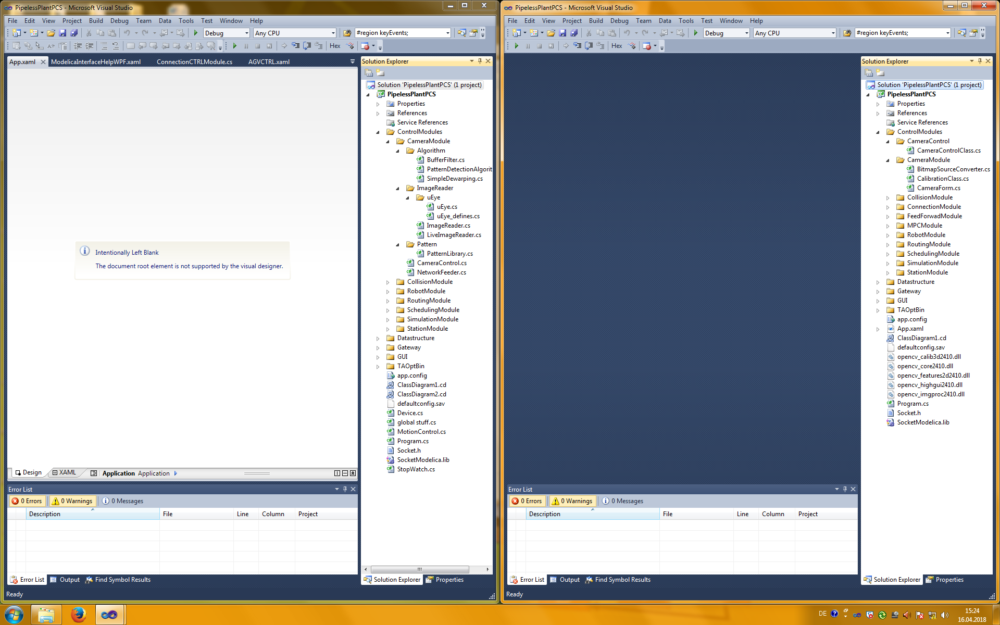 PipelessPlantPCS - Microsoft Visual Studio
File Edit View Project Build Debug Team Data Tools Test Window Help
Debug Any CPU #region keyEvents;
Hex
App.xaml ModelicaInterfaceHelpWPF.xaml ConnectionCTRLModule.cs AGVCTRL.xaml
Intentionally Left Blank
The document root element is not supported by the visual designer.
Design XAML Application Application
Error List
0 Errors 0 Warnings 0 Messages
Description File Line Column Project
Error List Output Find Symbol Results
Ready
Solution Explorer
Solution 'PipelessPlantPCS' (1 project)
PipelessPlantPCS
Properties
References
Service References
ControlModules
CameraModule
Algorithm
BufferFilter.cs
PatternDetectionAlgorit
SimpleDewarping.cs
ImageReader
uEye
uEye.cs
uEye_defines.cs
ImageReader.cs
LiveImageReader.cs
Pattern
PatternLibrary.cs
CameraControl.cs
NetworkFeeder.cs
CollisionModule
RobotModule
RoutingModule
SchedulingModule
SimulationModule
StationModule
Datastructure
Gateway
GUI
TAOptBin
app.config
ClassDiagram1.cd
ClassDiagram2.cd
defaultconfig.sav
Device.cs
global stuff.cs
MotionControl.cs
Program.cs
Socket.h
SocketModelica.lib
StopWatch.cs
Solution Explorer Properties
PipelessPlantPCS - Microsoft Visual Studio
File Edit View Project Build Debug Team Data Tools Test Window Help
Debug Any CPU #region keyEvents;
Hex
Error List
0 Errors 0 Warnings 0 Messages
Description File Line Column Project
Error List Output Find Symbol Results
Ready
Solution Explorer
Solution 'PipelessPlantPCS' (1 project)
PipelessPlantPCS
Properties
References
Service References
ControlModules
CameraControl
CameraControlClass.cs
CameraModule
BitmapSourceConverter.cs
CalibrationClass.cs
CameraForm.cs
CollisionModule
ConnectionModule
FeedForwadModule
MPCModule
RobotModule
RoutingModule
SchedulingModule
SimulationModule
StationModule
Datastructure
Gateway
GUI
TAOptBin
app.config
App.xaml
ClassDiagram1.cd
defaultconfig.sav
opencv_calib3d2410.dll
opencv_core2410.dll
opencv_features2d2410.dll
opencv_highgui2410.dll
opencv_imgproc2410.dll
Program.cs
Socket.h
SocketModelica.lib
Solution Explorer Properties
DE
15:24
16.04.2018